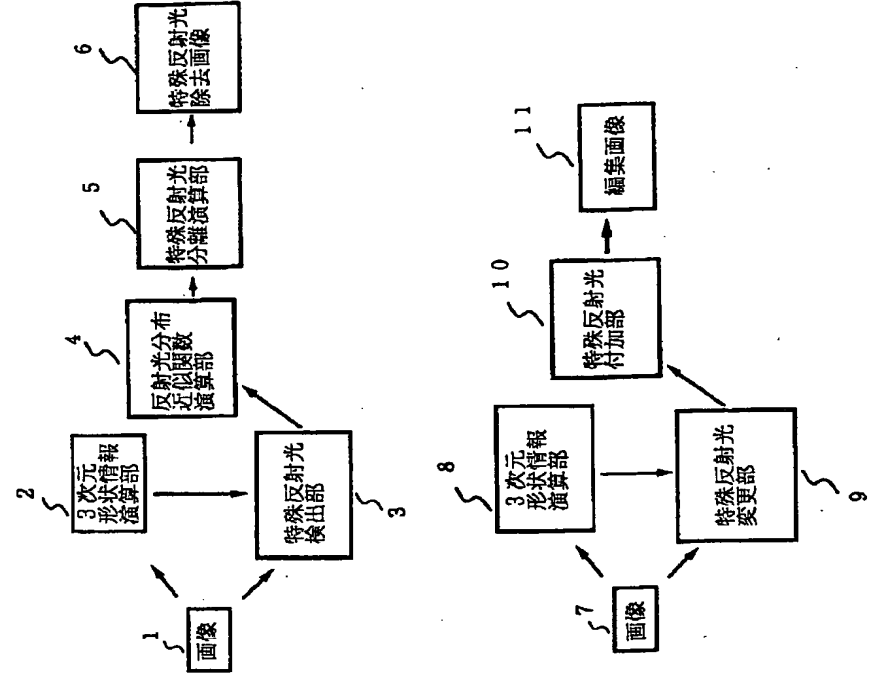 1
画像
2
3次元
形状情報
演算部
3
特殊反射光
検出部
4
反射光分布
近似関数
演算部
5
特殊反射光
分離演算部
6
特殊反射光
除去画像
7
画像
8
3次元
形状情報
演算部
9
特殊反射光
変更部
10
特殊反射光
付加部
11
編集画像